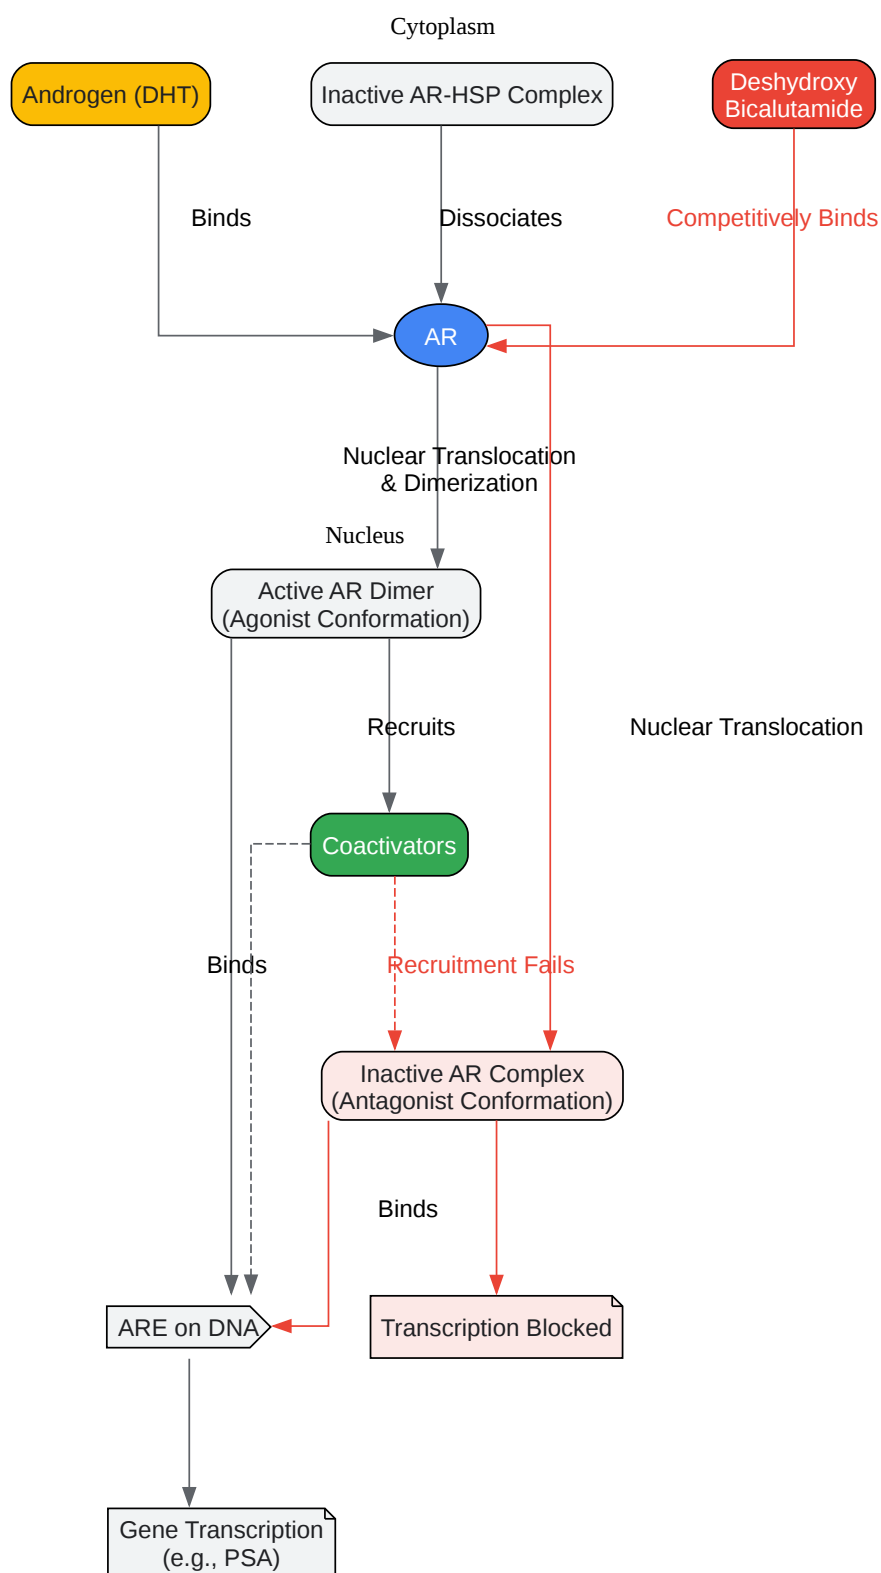 Cytoplasm
Androgen (DHT)
Inactive AR-HSP Complex
Deshydroxy
Bicalutamide
Binds
Dissociates
Competitively Binds
AR
Nuclear Translocation
& Dimerization
Nucleus
Active AR Dimer
(Agonist Conformation)
Recruits
Nuclear Translocation
Coactivators
Binds
Recruitment Fails
Inactive AR Complex
(Antagonist Conformation)
Binds
ARE on DNA
Transcription Blocked
Gene Transcription
(e.g., PSA)